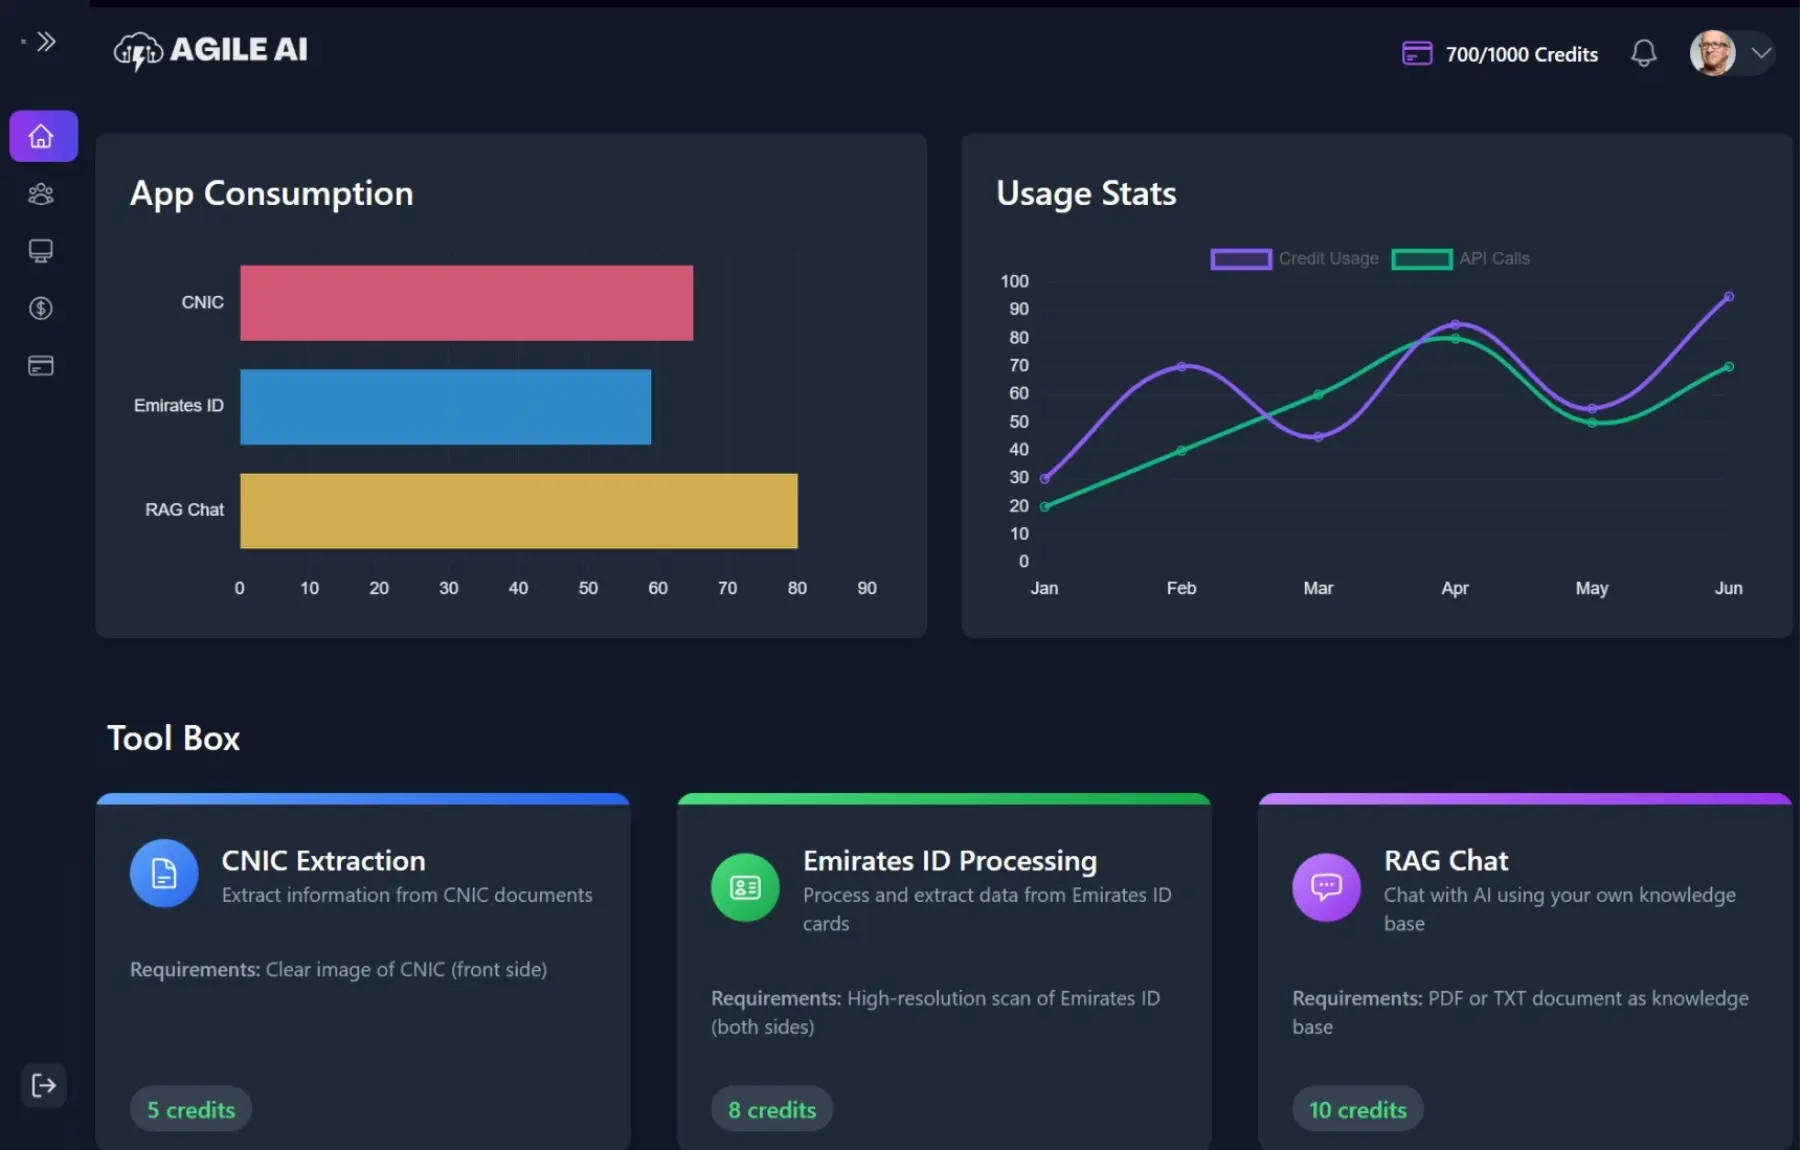 AGILE AI
700/1000 Credits
App Consumption
CNIC
Emirates ID
RAG Chat
0 10 20 30 40 50 60 70 80 90
Usage Stats
Credit Usage API Calls
100
90
80
70
60
50
40
30
20
10
0
Jan Feb Mar Apr May Jun
Tool Box
CNIC Extraction
Extract information from CNIC documents
Requirements: Clear image of CNIC (front side)
5 credits
Emirates ID Processing
Process and extract data from Emirates ID
cards
Requirements: High-resolution scan of Emirates ID
(both sides)
8 credits
RAG Chat
Chat with AI using your own knowledge
base
Requirements: PDF or TXT document as knowledge
base
10 credits